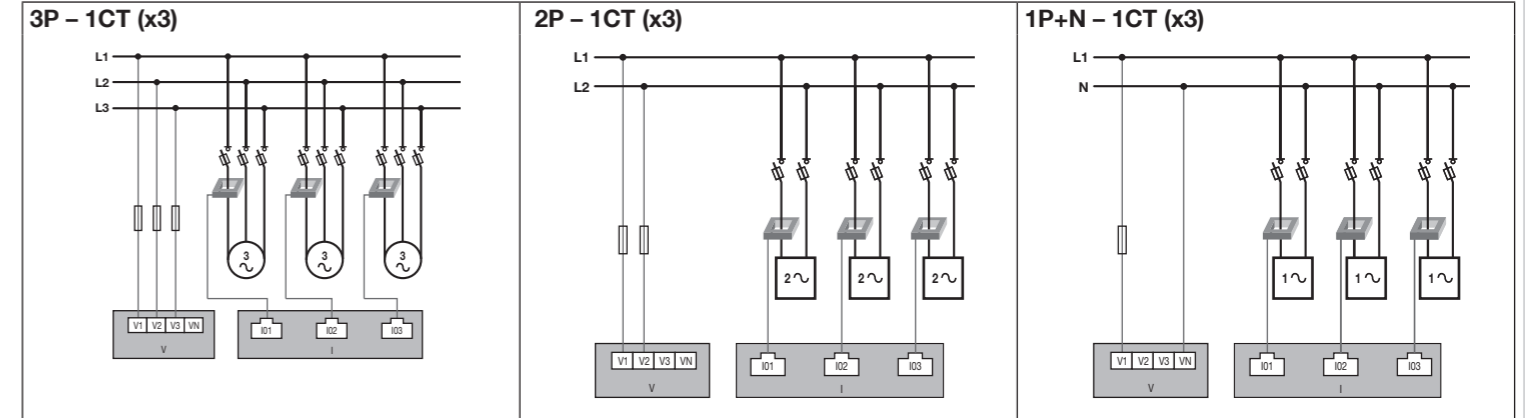 3P – 1CT (x3)
L1
L2
L3
3
3
3
V1 V2 V3 VN
V
I01 I02 I03
I
2P – 1CT (x3)
L1
L2
2 2 2
V1 V2 V3 VN
V
I01 I02 I03
I
1P+N – 1CT (x3)
L1
N
1 1 1
V1 V2 V3 VN
V
I01 I02 I03
I